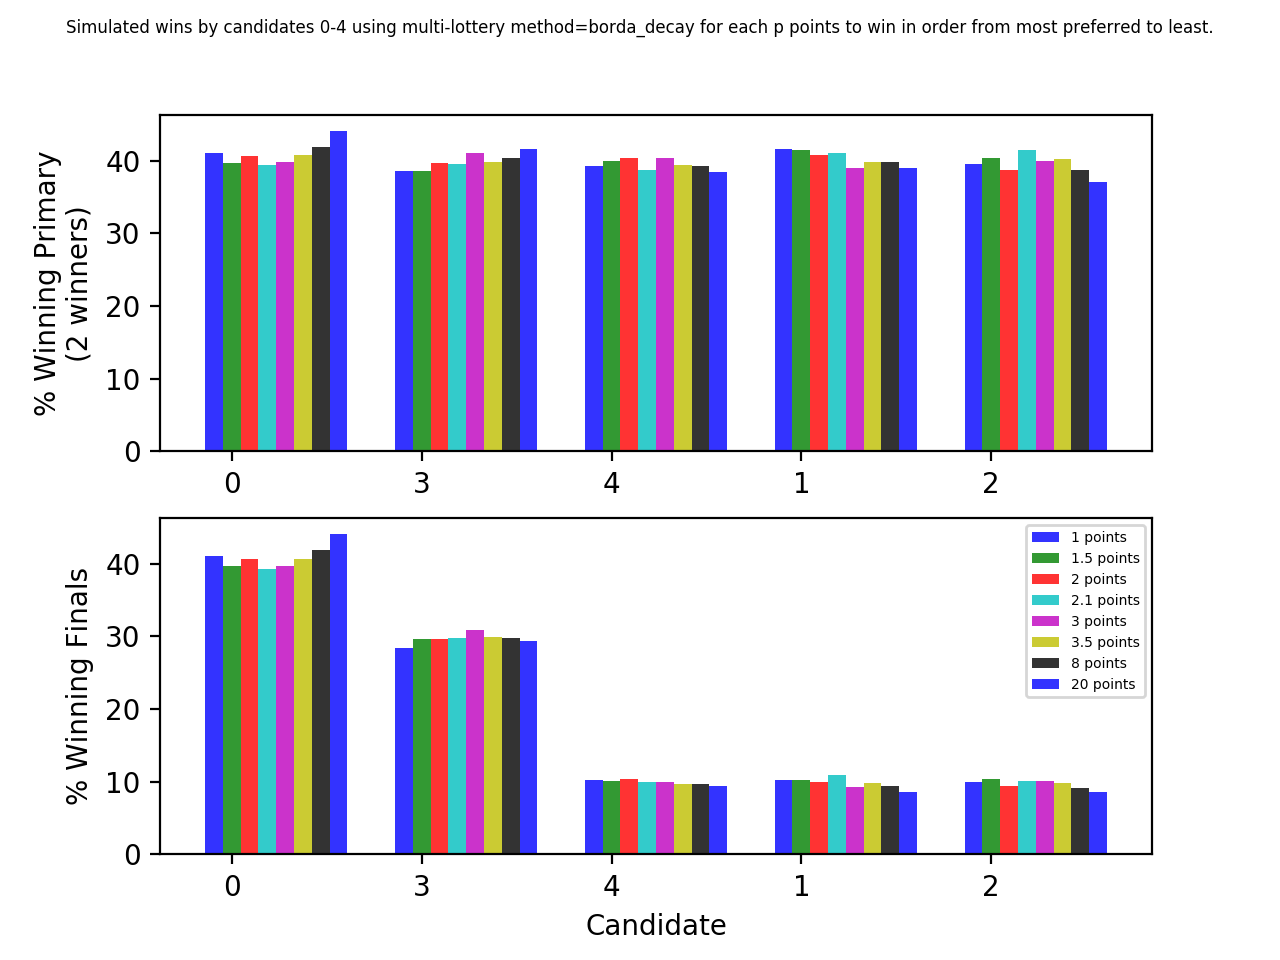 Simulated wins by candidates 0-4 using multi-lottery method=borda_decay for each p points to win in order from most preferred to least.
% Winning Primary
(2 winners)
40
30
20
10
0
0 3 4 1 2
% Winning Finals
40
30
20
10
0
1 points
1.5 points
2 points
2.1 points
3 points
3.5 points
8 points
20 points
0 3 4 1 2
Candidate